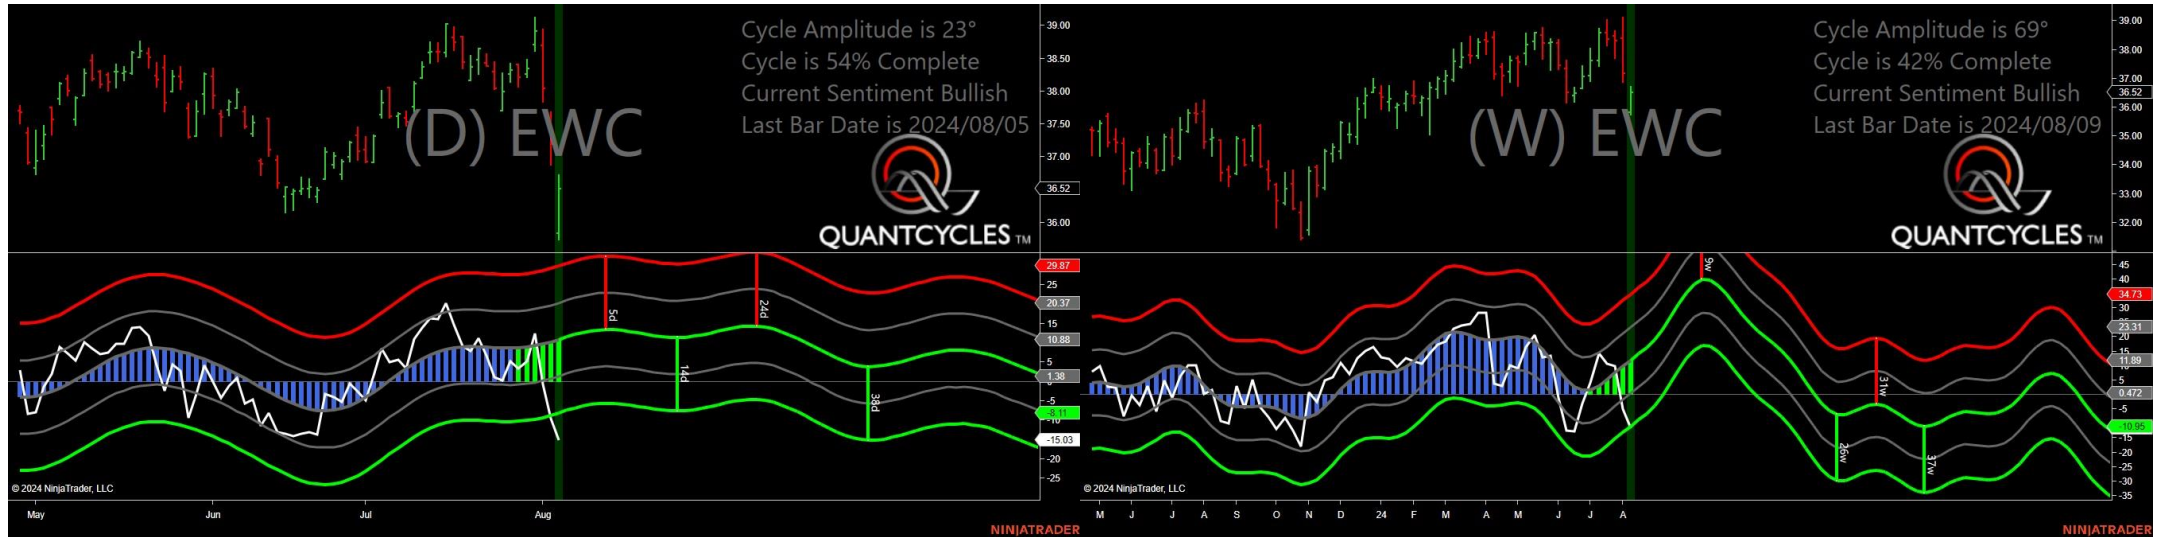 Cycle Amplitude is 23°
Cycle is 54% Complete
Current Sentiment Bullish
Last Bar Date is 2024/08/05
(D) EWC
QUANTCYCLES TM
39.00
38.50
38.00
37.50
37.00
36.52
36.00
29.87
25
20.37
15
10.88
5
1.38
-5
-8.11
-10
-15.03
-20
-25
5d
24d
14d
38d
© 2024 NinjaTrader, LLC
May
Jun
Jul
Aug
NINJATRADER
Cycle Amplitude is 69°
Cycle is 42% Complete
Current Sentiment Bullish
Last Bar Date is 2024/08/09
(W) EWC
QUANTCYCLES TM
39.00
38.00
37.00
36.52
36.00
35.00
34.00
33.00
32.00
45
40
34.73
30
23.31
20
11.89
5
0.472
-5
-10.95
-15
-20
-25
-30
-35
9w
31w
26w
37w
© 2024 NinjaTrader, LLC
M J J A S O N D 24 F M A M J J A
NINJATRADER